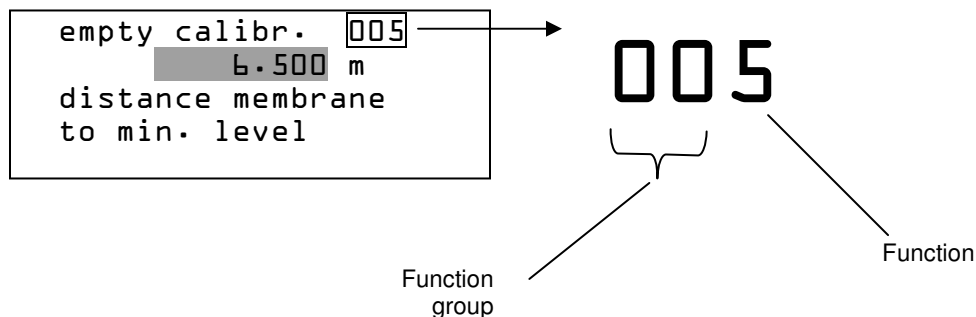 empty calibr. 005
6.500 m
distance membrane
to min. level
005
Function
Function
group